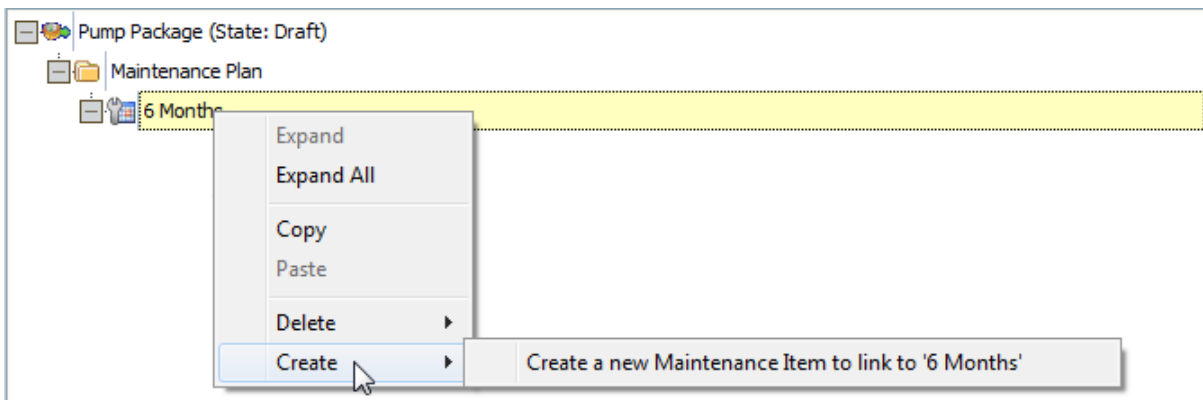 Pump Package (State: Draft)
Maintenance Plan
6 Months
Expand
Expand All
Copy
Paste
Delete
Create
Create a new Maintenance Item to link to '6 Months'